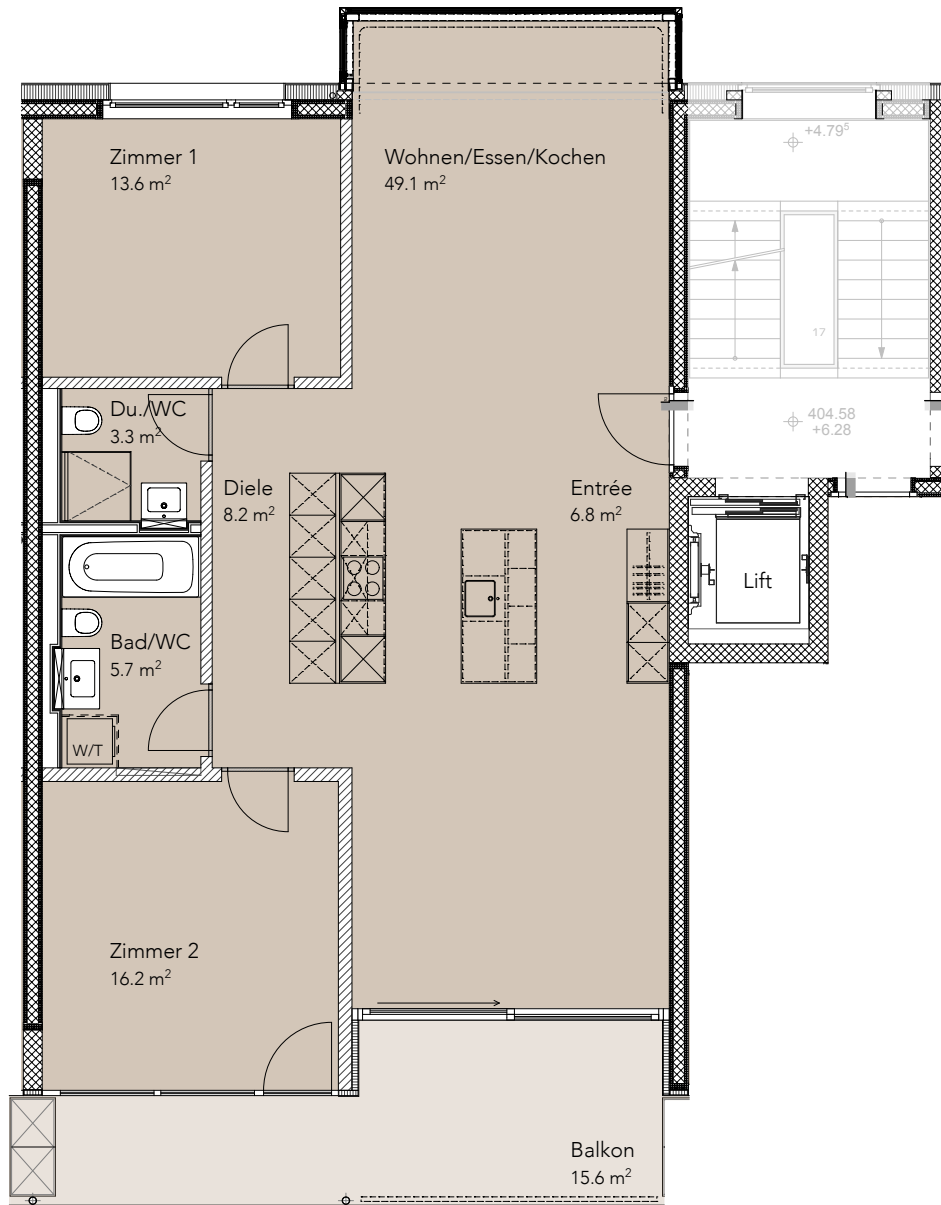 +4.79⁵
Zimmer 1
13.6 m²
Wohnen/Essen/Kochen
49.1 m²
17
Du./WC
3.3 m²
404.58
+6.28
Diele
8.2 m²
Entrée
6.8 m²
Lift
Bad/WC
5.7 m²
W/T
Zimmer 2
16.2 m²
Balkon
15.6 m²